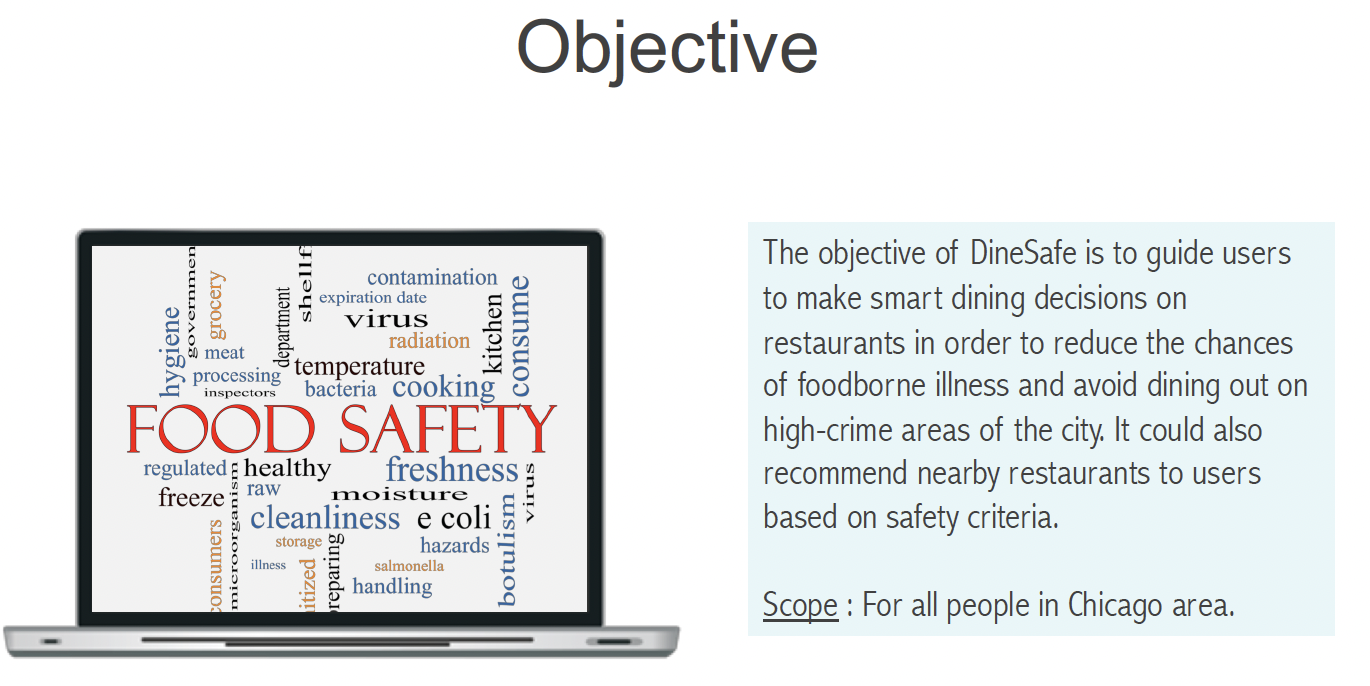 Objective
governmen
grocery
shellf
contamination
expiration date
department
virus
kitchen
consume
hygiene
radiation
meat
temperature
processing
bacteria
cooking
inspectors
FOOD SAFETY
regulated
healthy
freshness
microorganism
raw
virus
freeze
moisture
cleanliness
e coli
botulism
consumers
storage
preparing
hazards
illness
itized
salmonella
handling
The objective of DineSafe is to guide users
to make smart dining decisions on
restaurants in order to reduce the chances
of foodborne illness and avoid dining out on
high-crime areas of the city. It could also
recommend nearby restaurants to users
based on safety criteria.
Scope : For all people in Chicago area.